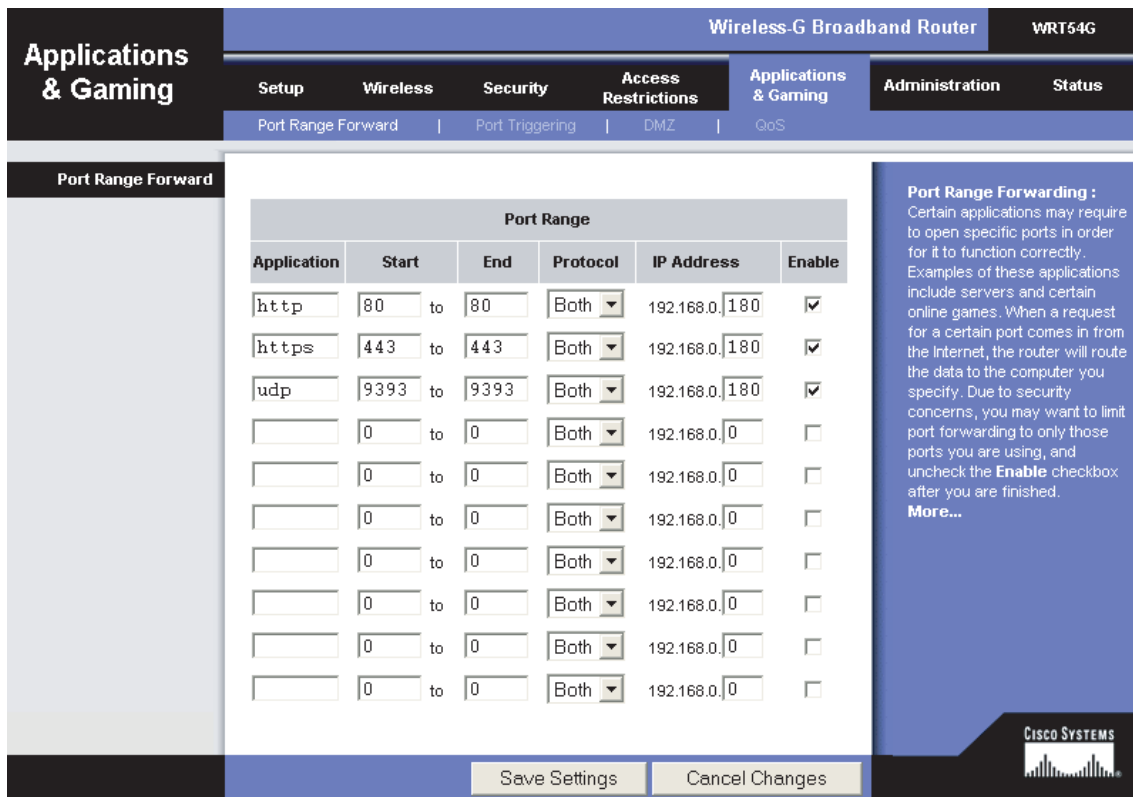 Wireless-G Broadband Router WRT54G
Applications
& Gaming
Setup Wireless Security Access Restrictions Applications & Gaming Administration Status
Port Range Forward | Port Triggering | DMZ | QoS
Port Range Forward
Port Range
Application Start End Protocol IP Address Enable
http 80 to 80 Both 192.168.0. 180
https 443 to 443 Both 192.168.0. 180
udp 9393 to 9393 Both 192.168.0. 180
0 to 0 Both 192.168.0. 0
0 to 0 Both 192.168.0. 0
0 to 0 Both 192.168.0. 0
0 to 0 Both 192.168.0. 0
0 to 0 Both 192.168.0. 0
0 to 0 Both 192.168.0. 0
0 to 0 Both 192.168.0. 0
Port Range Forwarding :
Certain applications may require
to open specific ports in order
for it to function correctly.
Examples of these applications
include servers and certain
online games. When a request
for a certain port comes in from
the Internet, the router will route
the data to the computer you
specify. Due to security
concerns, you may want to limit
port forwarding to only those
ports you are using, and
uncheck the Enable checkbox
after you are finished.
More...
Save Settings Cancel Changes
CISCO SYSTEMS